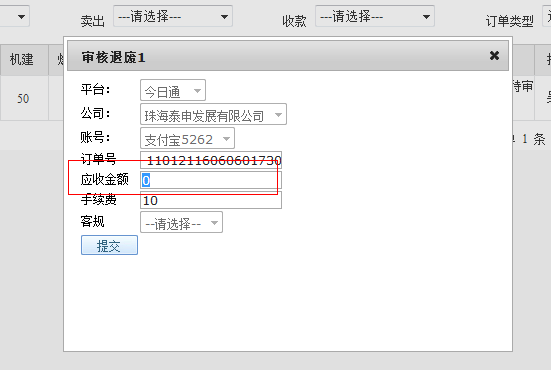 卖出 ---请选择--- 收款 ---请选择--- 订单类型
机建
50
待审
1 条
审核退废1
平台: 今日通
公司: 珠海泰申发展有限公司
账号: 支付宝5262
订单号 11012116060601730
应收金额 0
手续费 10
客规 --请选择--
提交